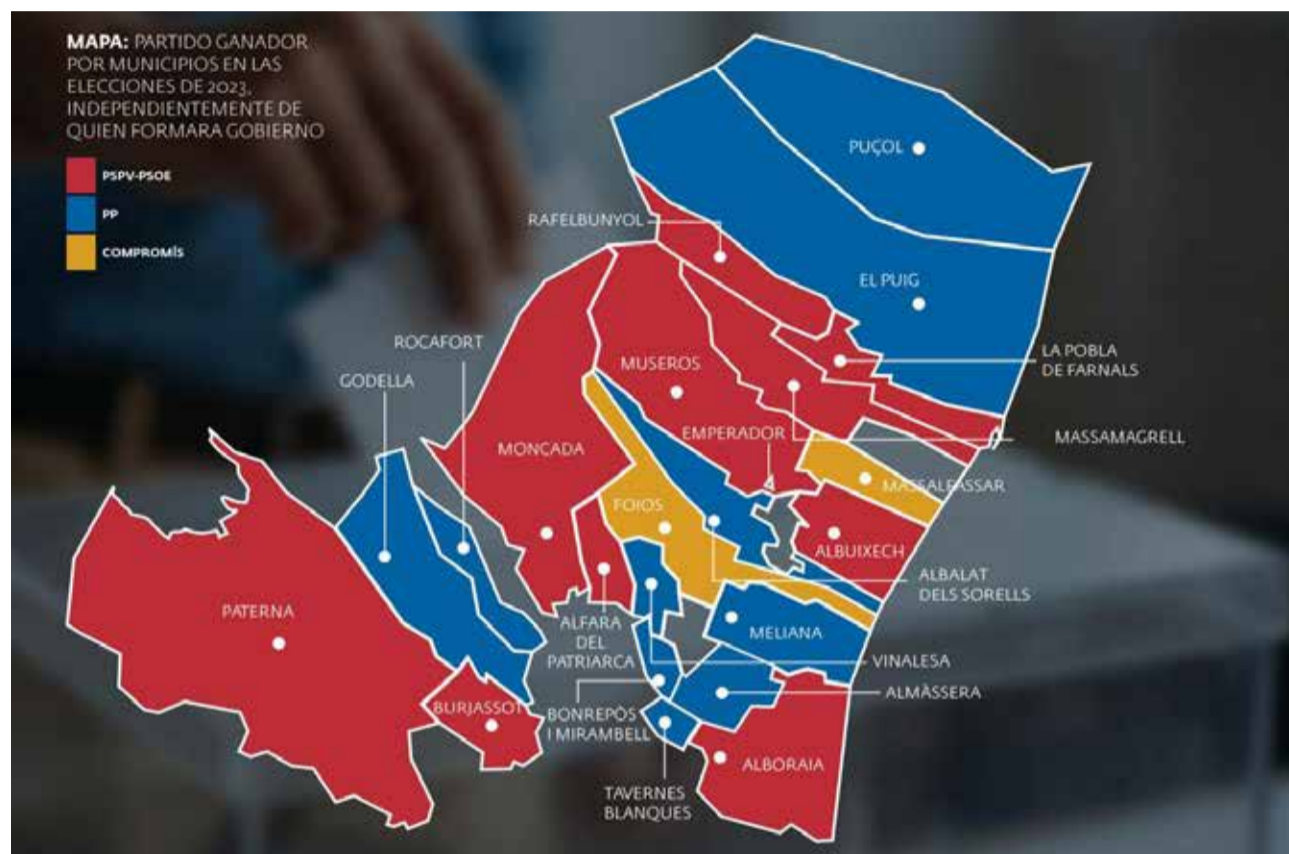 MAPA: PARTIDO GANADOR
POR MUNICIPIOS EN LAS
ELECCIONES DE 2023,
INDEPENDIENTEMENTE DE
QUIEN FORMARA GOBIERNO
PSPV-PSOE
PP
COMPROMÍS
PUÇOL
RAFELBUNYOL
EL PUIG
ROCAFORT
LA POBLA
DE FARNALS
GODELLA
MUSEROS
EMPERADOR
MASSAMAGRELL
MONCADA
MASSALFASSAR
FOIOS
ALBUIXECH
ALBALAT
DELS SORELLS
PATERNA
ALFARA
DEL
PATRIARCA
MELIANA
VINALESA
ALMÀSSERA
BURJASSOT
BONREPÒS
I MIRAMBELL
ALBORAIA
TAVERNES
BLANQUES